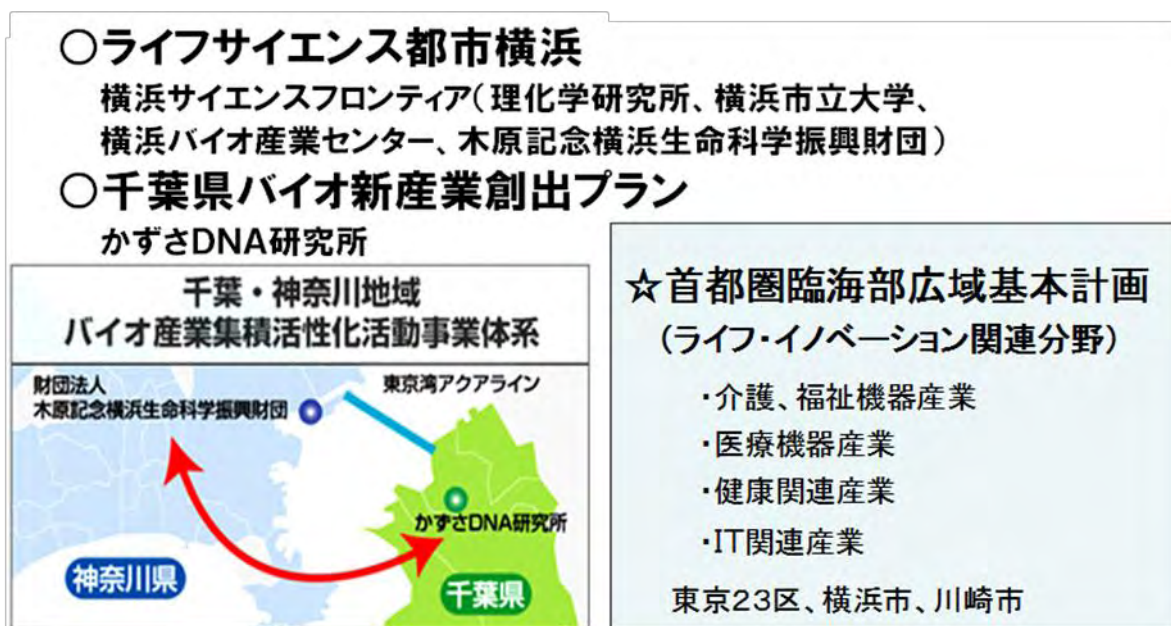 ○ライフサイエンス都市横浜
横浜サイエンスフロンティア(理化学研究所、横浜市立大学、
横浜バイオ産業センター、木原記念横浜生命科学振興財団)
○千葉県バイオ新産業創出プラン
かずさDNA研究所
千葉・神奈川地域
バイオ産業集積活性化活動事業体系
財団法人
木原記念横浜生命科学振興財団
東京湾アクアライン
かずさDNA研究所
神奈川県
千葉県
☆首都圏臨海部広域基本計画
(ライフ・イノベーション関連分野)
・介護、福祉機器産業
・医療機器産業
・健康関連産業
・IT関連産業
東京23区、横浜市、川崎市